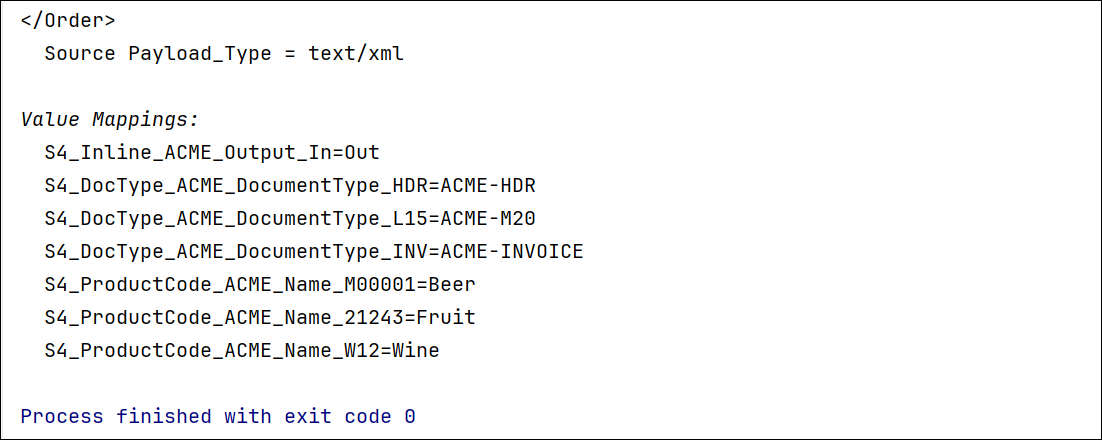 </Order>
Source Payload_Type = text/xml
Value Mappings:
S4_Inline_ACME_Output_In=Out
S4_DocType_ACME_DocumentType_HDR=ACME-HDR
S4_DocType_ACME_DocumentType_L15=ACME-M20
S4_DocType_ACME_DocumentType_INV=ACME-INVOICE
S4_ProductCode_ACME_Name_M00001=Beer
S4_ProductCode_ACME_Name_21243=Fruit
S4_ProductCode_ACME_Name_W12=Wine
Process finished with exit code 0